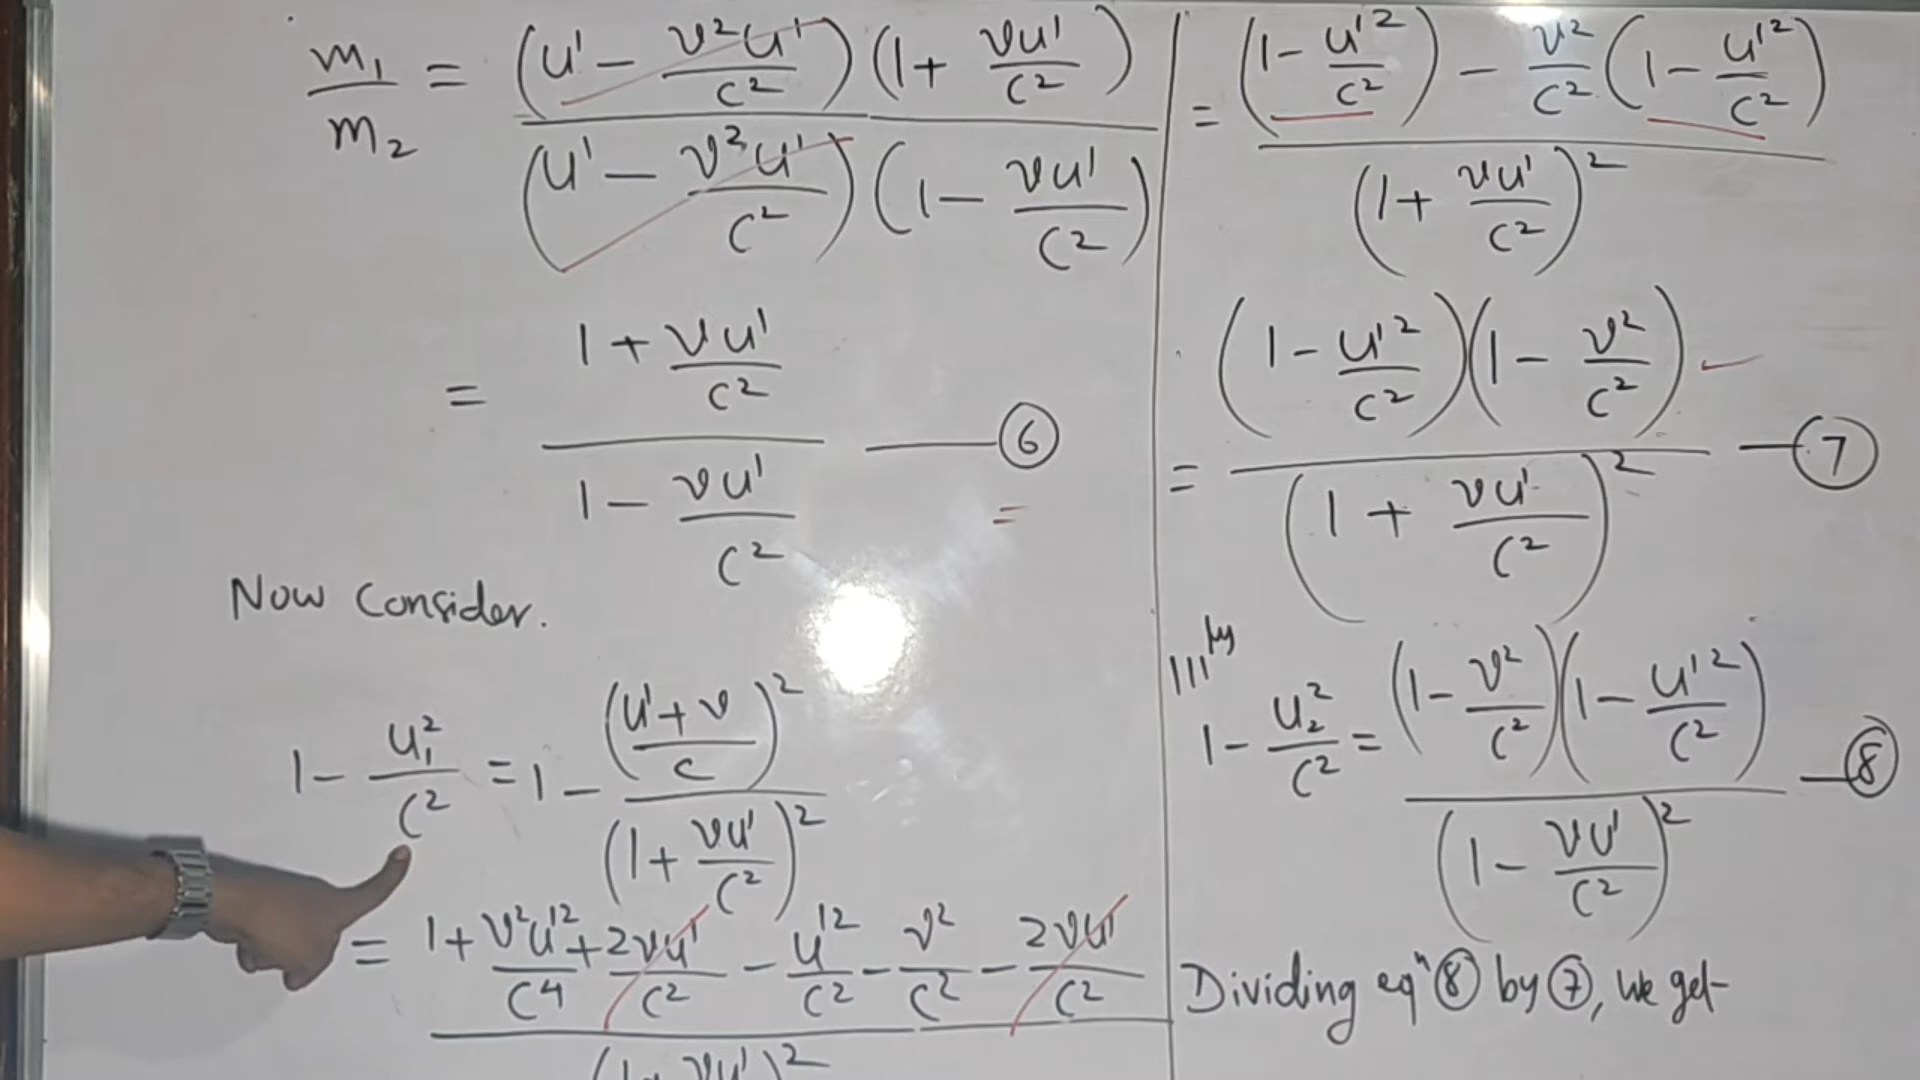 m₁/m₂ = (u' − v²u'/c²)(1 + vu'/c²) / (u' − v²u'/c²)(1 − vu'/c²)
= (1 + vu'/c²) / (1 − vu'/c²) —— ⑥
=
Now Consider.
1 − u₁²/c² = 1 − ((u'+v)/c)² / (1 + vu'/c²)²
= 1 + v²u'²/c⁴ + 2vu'/c² − u'²/c² − v²/c² − 2vu'/c²
= (1 − u'²/c²) − v²/c² (1 − u'²/c²) / (1 + vu'/c²)²
= (1 − u'²/c²)(1 − v²/c²) / (1 + vu'/c²)² —⑦
|||ly
1 − u₂²/c² = (1 − v²/c²)(1 − u'²/c²) / (1 − vu'/c²)² —⑧
Dividing eqⁿ ⑧ by ⑦, we get-